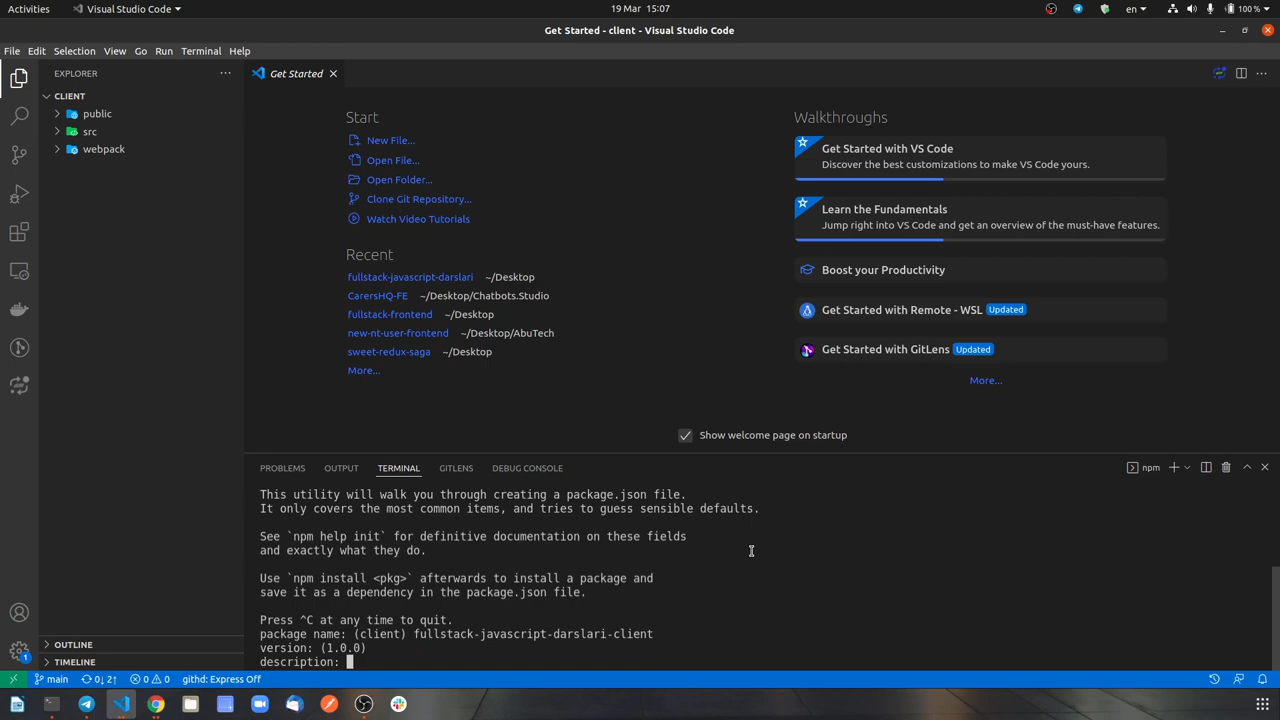 Activities
Visual Studio Code
19 Mar 15:07
en
100 %
Get Started - client - Visual Studio Code
File Edit Selection View Go Run Terminal Help
EXPLORER
Get Started
CLIENT
public
src
webpack
Start
New File...
Open File...
Open Folder...
Clone Git Repository...
Watch Video Tutorials
Recent
fullstack-javascript-darslari ~/Desktop
CarersHQ-FE ~/Desktop/Chatbots.Studio
fullstack-frontend ~/Desktop
new-nt-user-frontend ~/Desktop/AbuTech
sweet-redux-saga ~/Desktop
More...
Walkthroughs
Get Started with VS Code
Discover the best customizations to make VS Code yours.
Learn the Fundamentals
Jump right into VS Code and get an overview of the must-have features.
Boost your Productivity
Get Started with Remote - WSL Updated
Get Started with GitLens Updated
More...
Show welcome page on startup
PROBLEMS OUTPUT TERMINAL GITLENS DEBUG CONSOLE
npm
This utility will walk you through creating a package.json file.
It only covers the most common items, and tries to guess sensible defaults.
See `npm help init` for definitive documentation on these fields
and exactly what they do.
Use `npm install <pkg>` afterwards to install a package and
save it as a dependency in the package.json file.
Press ^C at any time to quit.
package name: (client) fullstack-javascript-darslari-client
version: (1.0.0)
description:
OUTLINE
TIMELINE
1
main 0↓ 2↑ 0 0 githd: Express Off